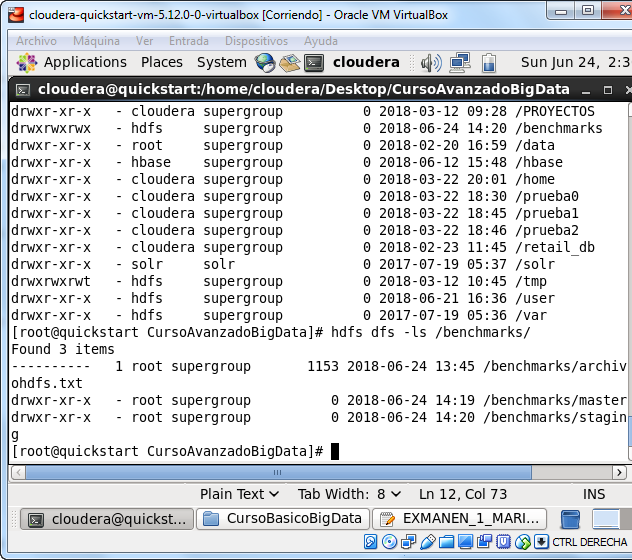 cloudera-quickstart-vm-5.12.0-0-virtualbox [Corriendo] - Oracle VM VirtualBox
Archivo Máquina Ver Entrada Dispositivos Ayuda
Applications Places System cloudera Sun Jun 24, 2:3
cloudera@quickstart:/home/cloudera/Desktop/CursoAvanzadoBigData
drwxr-xr-x - cloudera supergroup 0 2018-03-12 09:28 /PROYECTOS
drwxrwxrwx - hdfs supergroup 0 2018-06-24 14:20 /benchmarks
drwxr-xr-x - root supergroup 0 2018-02-20 16:59 /data
drwxr-xr-x - hbase supergroup 0 2018-06-12 15:48 /hbase
drwxr-xr-x - cloudera supergroup 0 2018-03-22 20:01 /home
drwxr-xr-x - cloudera supergroup 0 2018-03-22 18:30 /prueba0
drwxr-xr-x - cloudera supergroup 0 2018-03-22 18:45 /prueba1
drwxr-xr-x - cloudera supergroup 0 2018-03-22 18:46 /prueba2
drwxr-xr-x - cloudera supergroup 0 2018-02-23 11:45 /retail_db
drwxr-xr-x - solr solr 0 2017-07-19 05:37 /solr
drwxrwxrwt - hdfs supergroup 0 2018-03-12 10:45 /tmp
drwxr-xr-x - hdfs supergroup 0 2018-06-21 16:36 /user
drwxr-xr-x - hdfs supergroup 0 2017-07-19 05:36 /var
[root@quickstart CursoAvanzadoBigData]# hdfs dfs -ls /benchmarks/
Found 3 items
---------- 1 root supergroup 1153 2018-06-24 13:45 /benchmarks/archiv
ohdfs.txt
drwxr-xr-x - root supergroup 0 2018-06-24 14:19 /benchmarks/master
drwxr-xr-x - root supergroup 0 2018-06-24 14:20 /benchmarks/stagin
g
[root@quickstart CursoAvanzadoBigData]#
Plain Text Tab Width: 8 Ln 12, Col 73 INS
cloudera@quickst... CursoBasicoBigData EXMANEN_1_MARI...
CTRL DERECHA